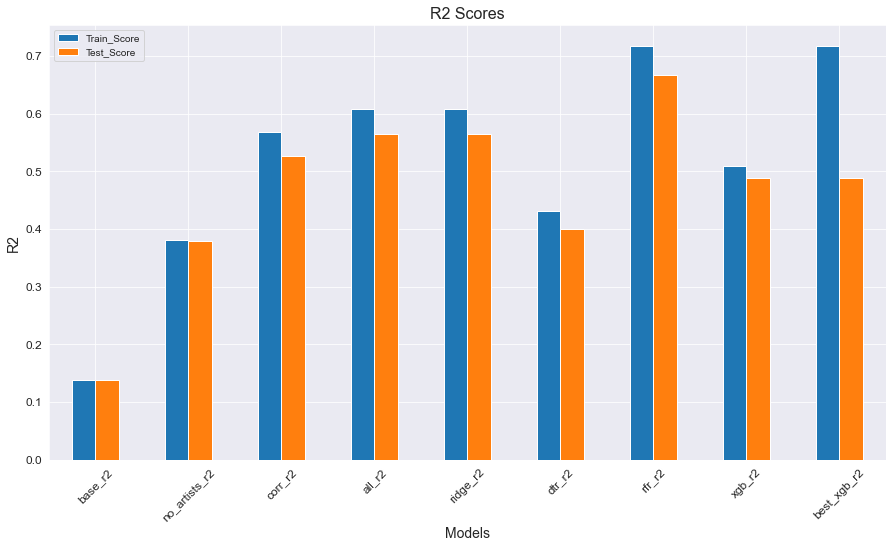 R2 Scores
Train_Score
Test_Score
0.7
0.6
0.5
0.4
0.3
0.2
0.1
0.0
R2
base_r2
no_artists_r2
corr_r2
all_r2
ridge_r2
dtr_r2
rfr_r2
xgb_r2
best_xgb_r2
Models